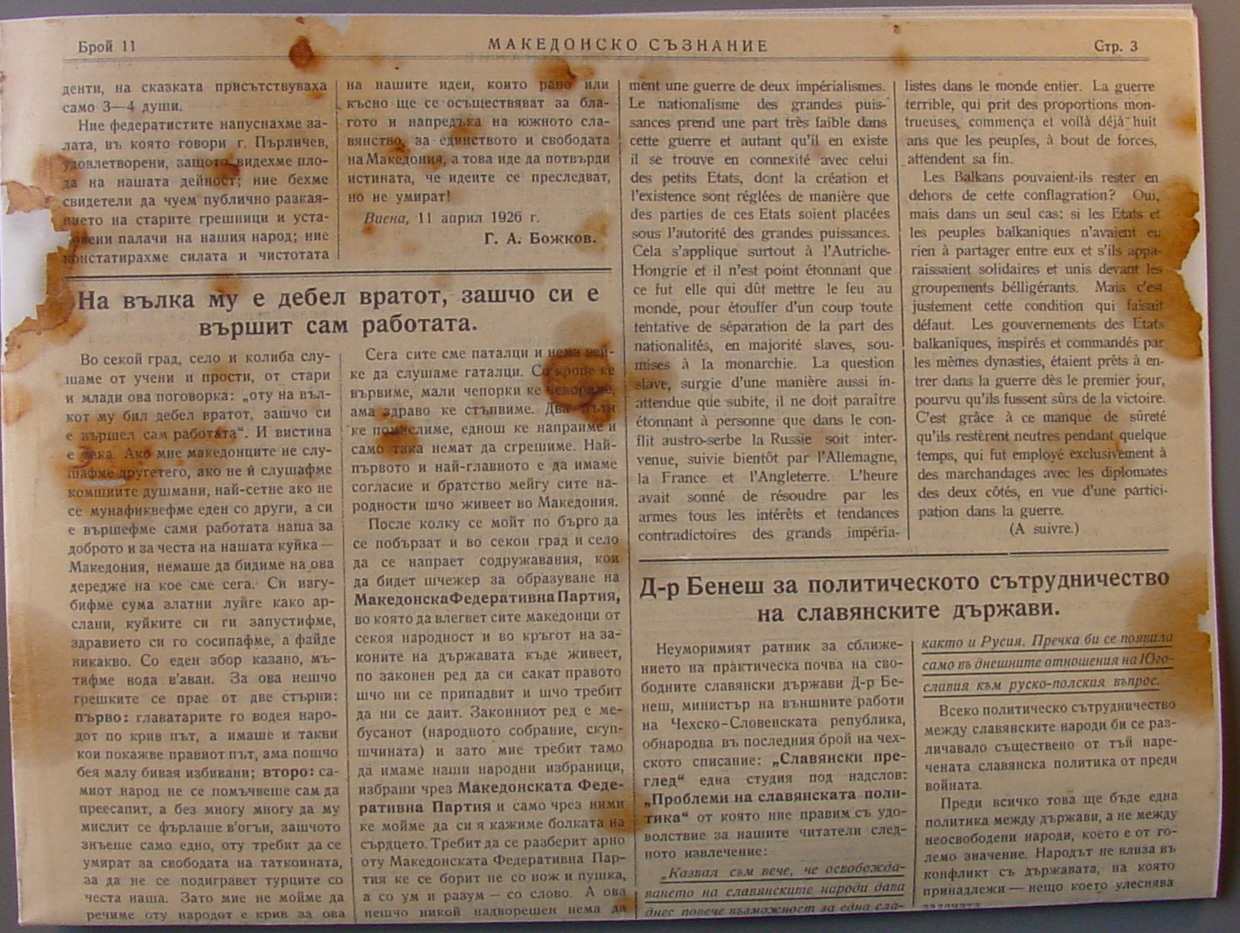 Брой 11
МАКЕДОНСКО СЪЗНАНИЕ
Стр. 3
денти, на сказката присътствуваха
само 3—4 души.
Ние федератистите напуснахме за-
лата, въ която говори г. Пърличев,
удовлетворени, защото видехме пло-
да на нашата дейност; ние бехме
свидетели да чуем публично разкая-
нието на старите грешници и уста-
палачи на нашия народ; ние
констатирахме силата и чистотата
на нашите идеи, които рано или
късно ще се осъществяват за бла-
гото и напредъка на южното сла-
вянство, за единството и свободата
на Македония, а това иде да потвърди
истината, че идеите се преследват,
но не умират!
Виена, 11 април 1926 г.
Г. А. Божков.
На вълка му е дебел вратот, зашчо си е
вършит сам работата.
Во секой град, село и колиба слу-
шаме от учени и прости, от стари
и млади ова поговорка: „оту на въл-
кот му бил дебел вратот, зашчо си
е вършел сам работата“. И вистина
е така. Ако мие македонците не слу-
шафме другетего, ако не й слушафме
комшиите душмани, най-сетне ако не
се мунафиквефме еден со други, а си
е вършефме сами работата наша за
доброто и за честа на нашата куйка —
Македония, немаше да бидиме на ова
дередже на кое сме сега. Си изгу-
бифме сума златни луйге како ар-
слани, куйките си ги запустифме,
здравието си го сосипафме, а файде
никакво. Со еден збор казано, мъ-
тифме вода в'аван. За ова нешчо
грешките се прае от две стърни:
първо: главатарите го водея наро-
дот по крив път, а имаше и такви
кои покажве правиот път, ама пошчо
бея малу бивая избивани; второ: са-
миот народ не се помъчвеше сам да
преесапит, а без многу многу да му
мислит се фърлаше в'огън, зашчото
знъеше само едно, оту требит да се
умират за свободата на таткоината,
за да не се подигравет турците со
честа наша. Зато мие не мойме да
речиме оту народот е крив за ова
Сега сите сме паталци и нема вей-
ке да слушаме гаталци. Со кропе ке
вървиме, мали чепорки ке чекориме,
ама здраво ке стъпвиме. Два пъти
ке помислиме, еднош ке напраиме и
само така немат да сгрешиме. Най-
първото и най-главното е да имаме
согласие и братство мейгу сите на-
родности шчо живеет во Македония.
После колку се мойт по бърго да
се побързат и во секои град и село
да се напрает содружавания, кои
да бидет шчежер за образуване на
Македонска Федеративна Партия,
во която да влегвет сите македонци от
секоя народност и во кръгот на за-
коните на държавата къде живеет,
по законен ред да си сакат правото
шчо ни се припадвит и шчо требит
да ни се даит. Законниот ред е ме-
бусанот (народното собрание, скуп-
шчината) и зато мие требит тамо
да имаме наши народни избраници,
избрани чрез Македонската Феде-
ративна Партия и само чрез ними
ке мойме да си я кажиме болката на
сърдцето. Требит да се разберит арно
оту Македонската Федеративна Пар-
тия ке се борит не со нож и пушка,
а со ум и разум — со слово. А ова
нешчо никой надворешен нема да
ment une guerre de deux impérialismes.
Le nationalisme des grandes puis-
sances prend une part très faible dans
cette guerre et autant qu'il en existe
il se trouve en connexité avec celui
des petits Etats, dont la création et
l'existence sont réglées de manière que
des parties de ces Etats soient placées
sous l'autorité des grandes puissances.
Cela s'applique surtout à l'Autriche-
Hongrie et il n'est point étonnant que
ce fut elle qui dût mettre le feu au
monde, pour étouffer d'un coup toute
tentative de séparation de la part des
nationalités, en majorité slaves, sou-
mises à la monarchie. La question
slave, surgie d'une manière aussi in-
attendue que subite, il ne doit paraître
étonnant à personne que dans le con-
flit austro-serbe la Russie soit inter-
venue, suivie bientôt par l'Allemagne,
la France et l'Angleterre. L'heure
avait sonné de résoudre par les
armes tous les intérêts et tendances
contradictoires des grands impéria-
listes dans le monde entier. La guerre
terrible, qui prit des proportions mon-
trueuses, commença et voilà déjà huit
ans que les peuples, à bout de forces,
attendent sa fin.
Les Balkans pouvaient-ils rester en
dehors de cette conflagration? Oui,
mais dans un seul cas: si les Etats et
les peuples balkaniques n'avaient eu
rien à partager entre eux et s'ils appa-
raissaient solidaires et unis devant les
groupements bélligérants. Mais c'est
justement cette condition qui faisait
défaut. Les gouvernements des Etats
balkaniques, inspirés et commandés par
les mêmes dynasties, étaient prêts à en-
trer dans la guerre dès le premier jour,
pourvu qu'ils fussent sûrs de la victoire.
C'est grâce à ce manque de sûreté
qu'ils restèrent neutres pendant quelque
temps, qui fut employé exclusivement à
des marchandages avec les diplomates
des deux côtés, en vue d'une partici-
pation dans la guerre.
(A suivre.)
Д-р Бенеш за политическото сътрудничество
на славянските държави.
Неуморимият ратник за сближе-
нието на практическа почва на сво-
бодните славянски държави Д-р Бе-
неш, министър на външните работи
на Чехско-Словенската република,
обнародва въ последния брой на чех-
ското списание: „Славянски пре-
глед“ една студия под надслов:
„Проблеми на славянската поли-
тика“ от която ние правим съ удо-
волствие за нашите читатели след-
ното извлечение:
„Казвал съм вече, че освобожда-
ването на славянските народи дава
днес повече възможност за една сла-
както и Русия. Пречка би се появила
само въ днешните отношения на Юго-
славия към руско-полския въпрос.
Всеко политическо сътрудничество
между славянските народи би се раз-
личавало съществено от тъй наре-
чената славянска политика от преди
войната.
Преди всичко това ще бъде една
политика между държави, а не между
неосвободени народи, което е от го-
лемо значение. Народът не влиза въ
конфликт съ държавата, на която
принадлежи — нещо което улеснява